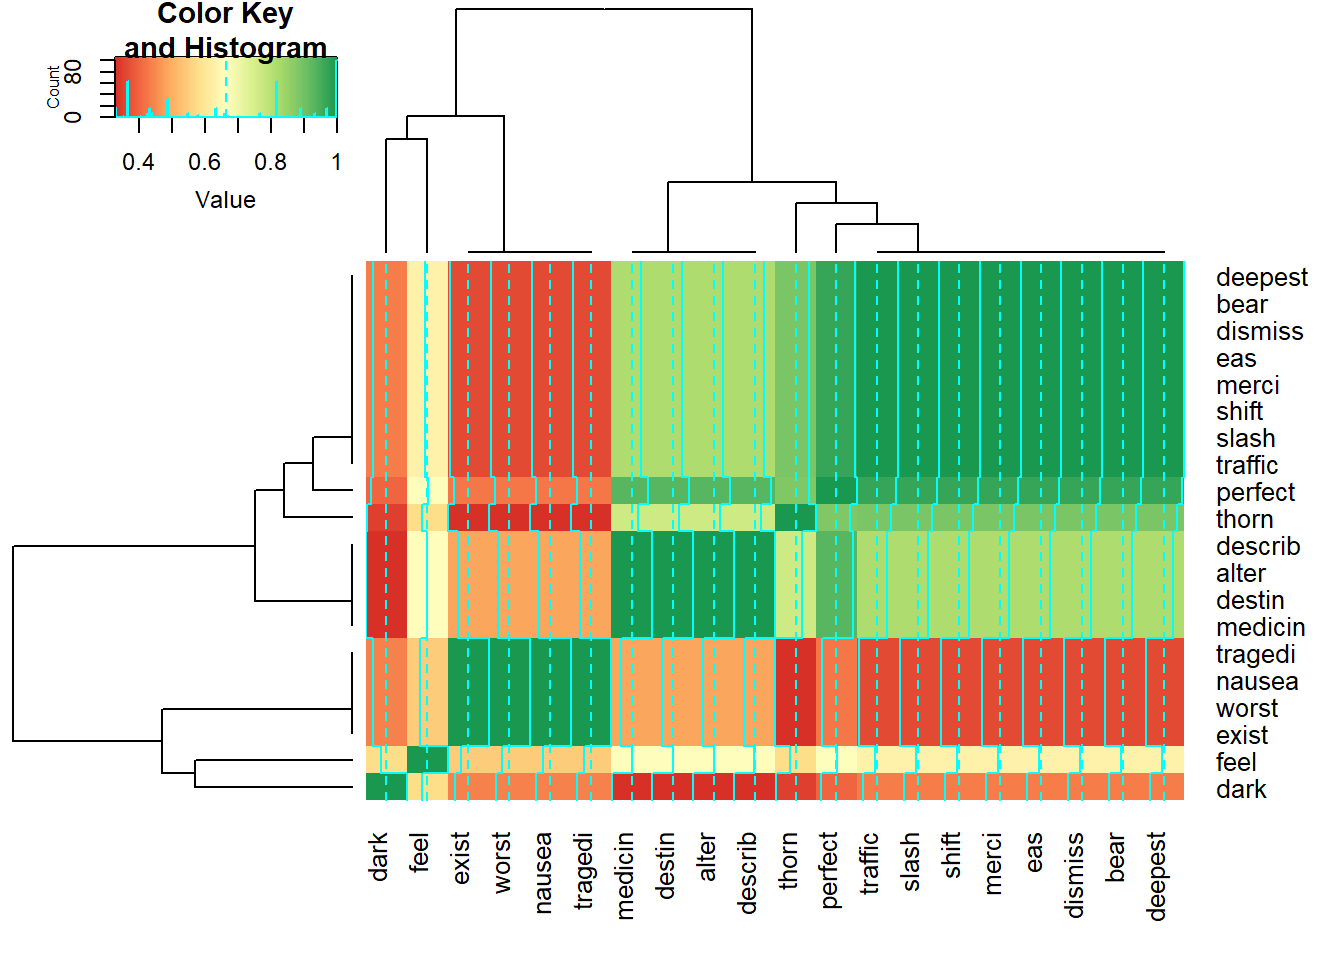 Color Key
and Histogram
Count
0 80
0.4 0.6 0.8 1
Value
deepest
bear
dismiss
eas
merci
shift
slash
traffic
perfect
thorn
describ
alter
destin
medicin
tragedi
nausea
worst
exist
feel
dark
dark feel exist worst nausea tragedi medicin destin alter describ thorn perfect traffic slash shift merci eas dismiss bear deepest